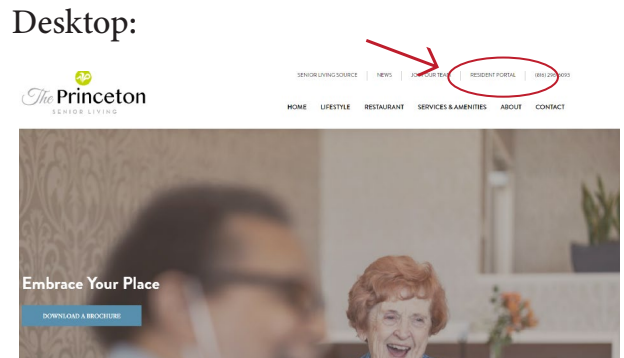 Desktop:
SENIOR LIVING SOURCE | NEWS | JOIN OUR TEAM | RESIDENT PORTAL
The Princeton
SENIOR LIVING
HOME LIFESTYLE RESTAURANT SERVICES & AMENITIES ABOUT CONTACT
Embrace Your Place
DOWNLOAD A BROCHURE